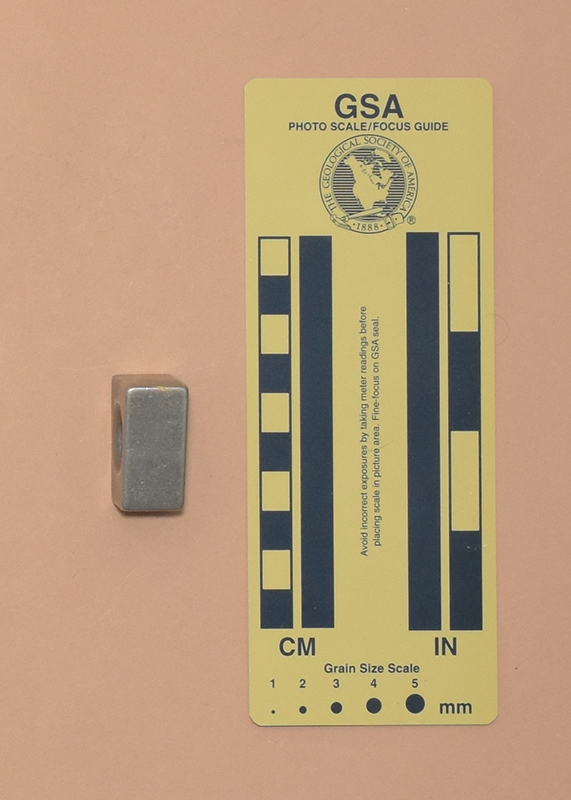 GSA
PHOTO SCALE/FOCUS GUIDE
THE GEOLOGICAL SOCIETY OF AMERICA
·1888·
®
Avoid incorrect exposures by taking meter readings before
placing scale in picture area. Fine-focus on GSA seal.
CM
IN
Grain Size Scale
1 2 3 4 5
mm